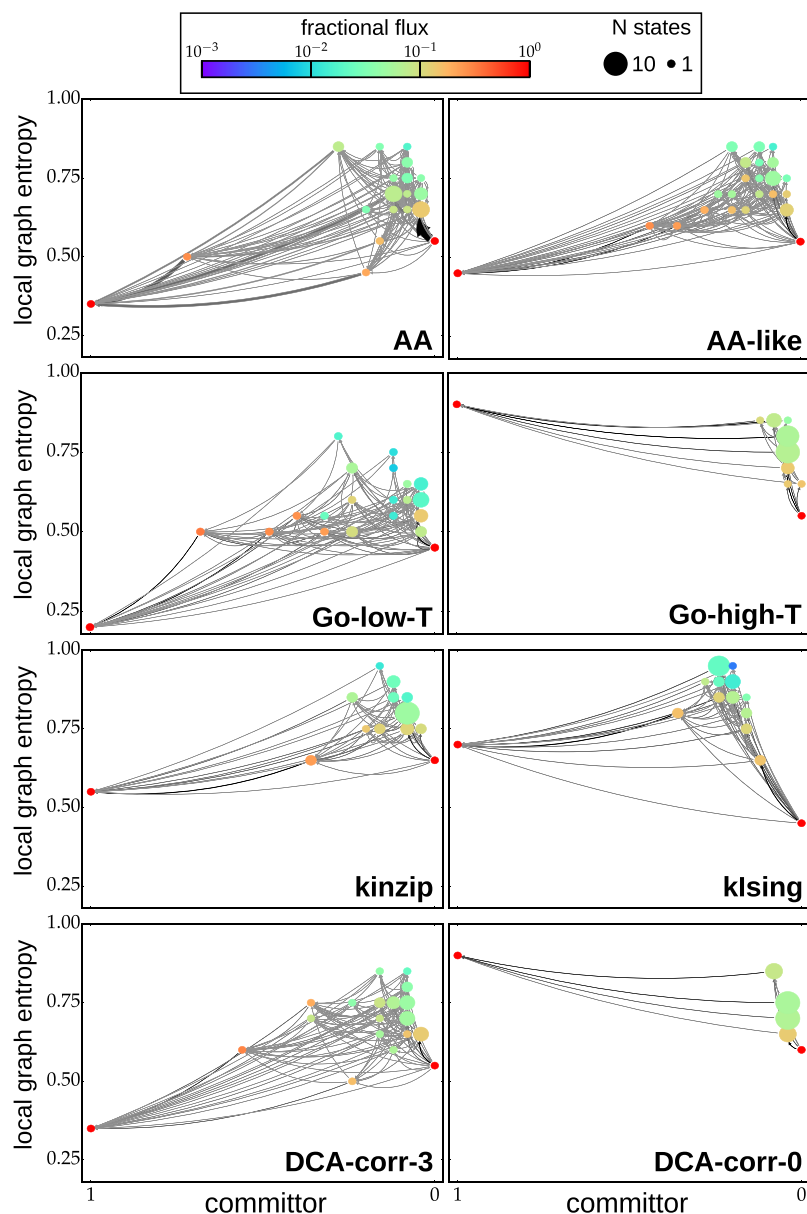 fractional flux N states
10⁻³ 10⁻² 10⁻¹ 10⁰
10 1
1.00
0.75
0.50
0.25
local graph entropy
AA
AA-like
1.00
0.75
0.50
0.25
local graph entropy
Go-low-T
Go-high-T
1.00
0.75
0.50
0.25
local graph entropy
kinzip
kIsing
1.00
0.75
0.50
0.25
local graph entropy
DCA-corr-3
DCA-corr-0
1 0 1 0
committor committor